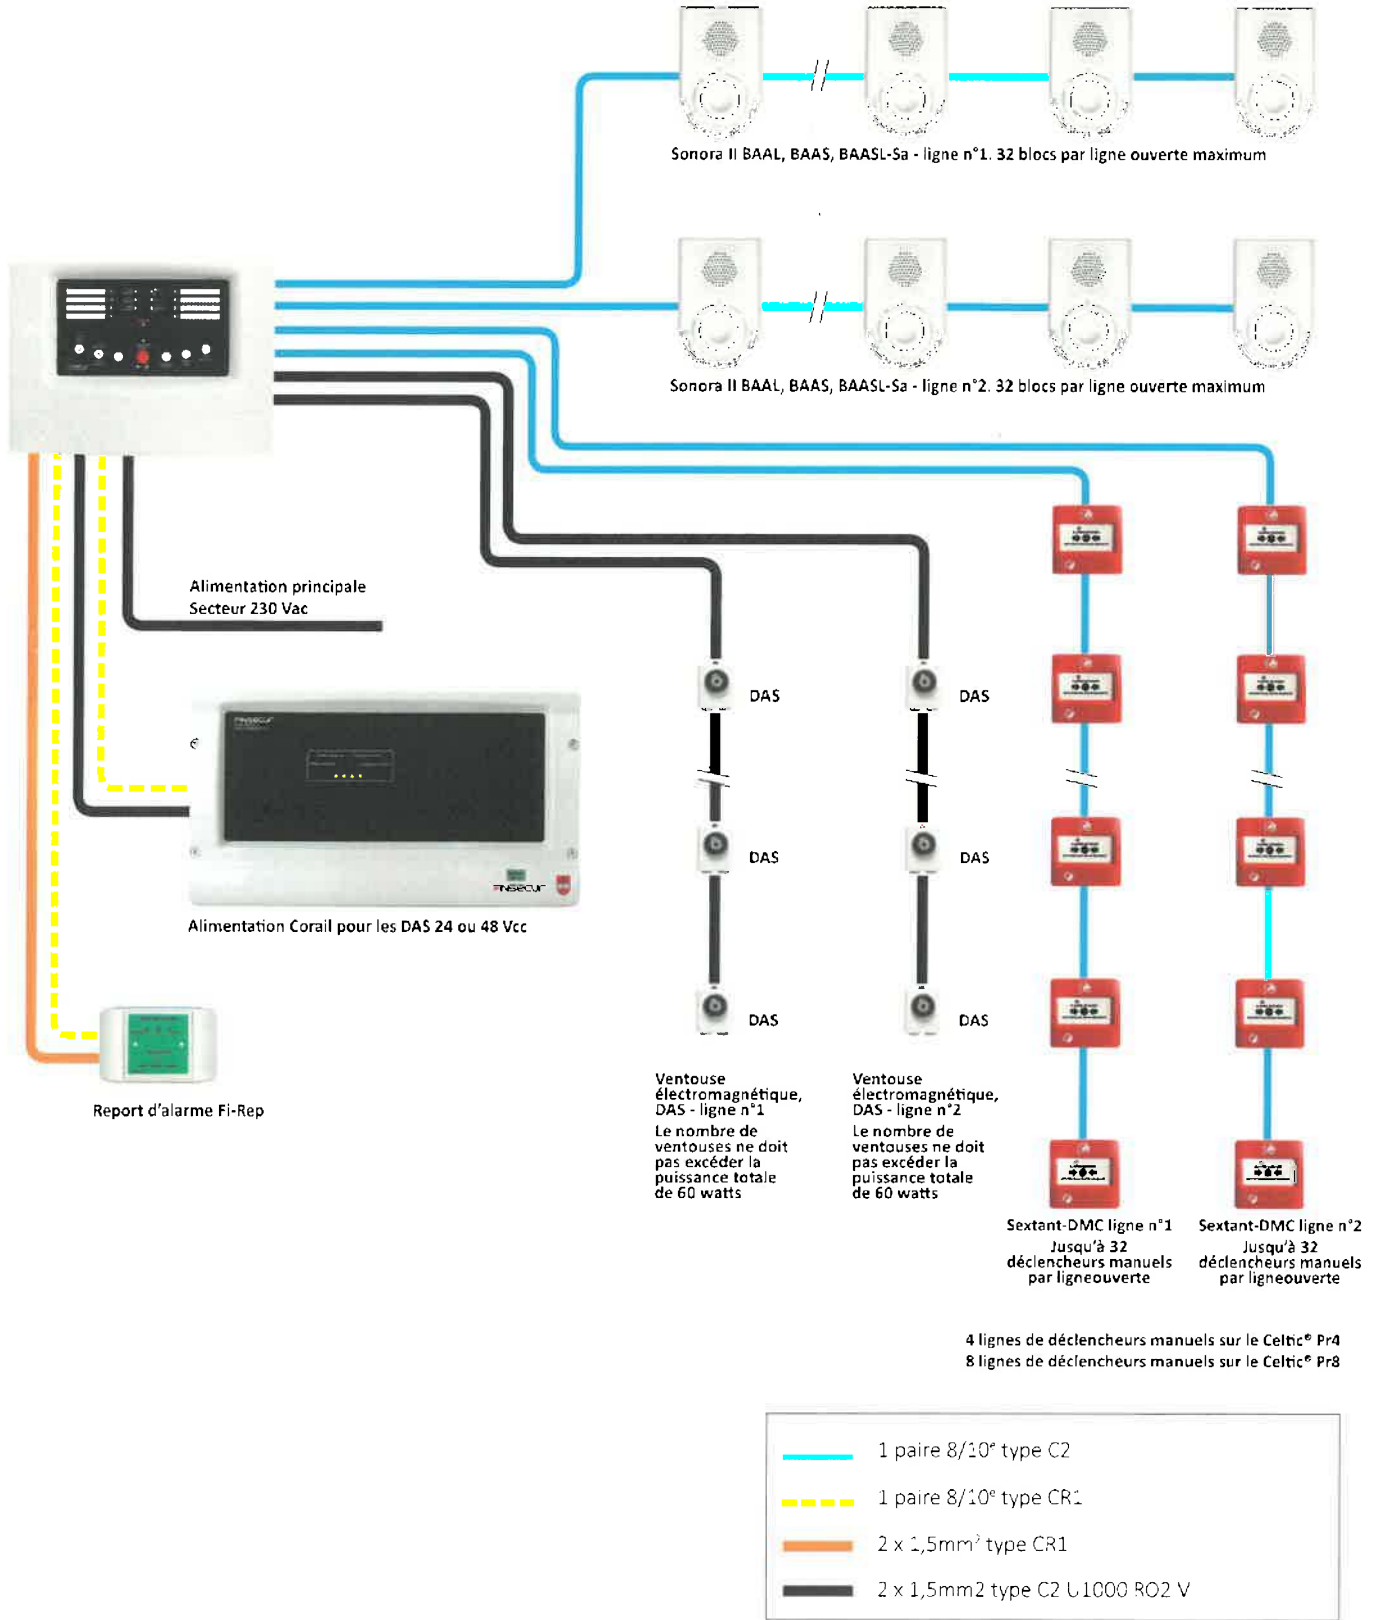 Sonora II BAAL, BAAS, BAASL-Sa - ligne n°1. 32 blocs par ligne ouverte maximum
Sonora II BAAL, BAAS, BAASL-Sa - ligne n°2. 32 blocs par ligne ouverte maximum
Alimentation principale
Secteur 230 Vac
DAS
DAS
FINSECUR
DAS
DAS
FINSECUR
Alimentation Corail pour les DAS 24 ou 48 Vcc
DAS
DAS
Report d'alarme Fi-Rep
Ventouse
électromagnétique,
DAS - ligne n°1
Le nombre de
ventouses ne doit
pas excéder la
puissance totale
de 60 watts
Ventouse
électromagnétique,
DAS - ligne n°2
Le nombre de
ventouses ne doit
pas excéder la
puissance totale
de 60 watts
Sextant-DMC ligne n°1
Jusqu'à 32
déclencheurs manuels
par ligneouverte
Sextant-DMC ligne n°2
Jusqu'à 32
déclencheurs manuels
par ligneouverte
4 lignes de déclencheurs manuels sur le Celtic® Pr4
8 lignes de déclencheurs manuels sur le Celtic® Pr8
1 paire 8/10e type C2
1 paire 8/10e type CR1
2 x 1,5mm² type CR1
2 x 1,5mm2 type C2 U1000 RO2 V